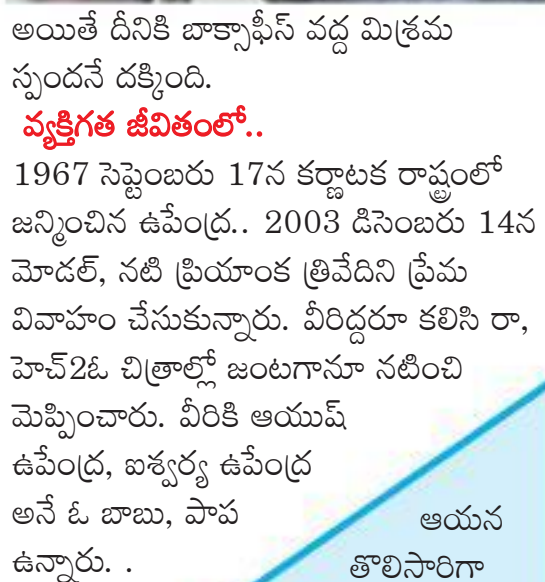 అయితే దీనికి బాక్సాఫీస్ వద్ద మిశ్రమ
స్పందనే దక్కింది.
వ్యక్తిగత జీవితంలో..
1967 సెప్టెంబరు 17న కర్ణాటక రాష్ట్రంలో
జన్మించిన ఉపేంద్ర.. 2003 డిసెంబరు 14న
మోడల్, నటి ప్రియాంక త్రివేదిని ప్రేమ
వివాహం చేసుకున్నారు. వీరిద్దరూ కలిసి రా,
హెచ్2ఓ చిత్రాల్లో జంటగానూ నటించి
మెప్పించారు. వీరికి ఆయుష్
ఉపేంద్ర, ఐశ్వర్య ఉపేంద్ర
అనే ఓ బాబు, పాప
ఉన్నారు. .
ఆయన
తొలిసారిగా